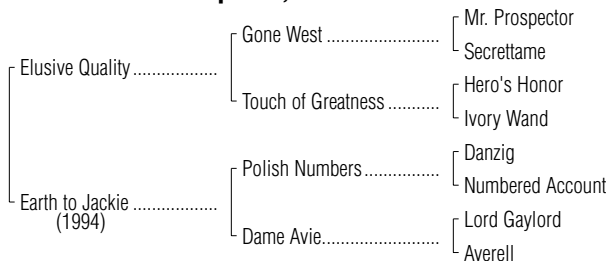 Mr. Prospector
Gone West ....................
Secrettame
Elusive Quality ..................
Hero's Honor
Touch of Greatness ...........
Ivory Wand
Danzig
Polish Numbers ................
Numbered Account
Earth to Jackie ..................
(1994)
Lord Gaylord
Dame Avie.........................
Averell